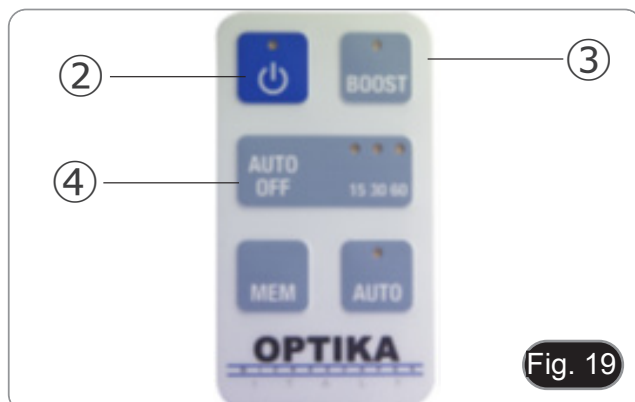 ② ③
BOOST
④
AUTO
OFF
15 30 60
MEM AUTO
OPTIKA
I T A L Y
Fig. 19